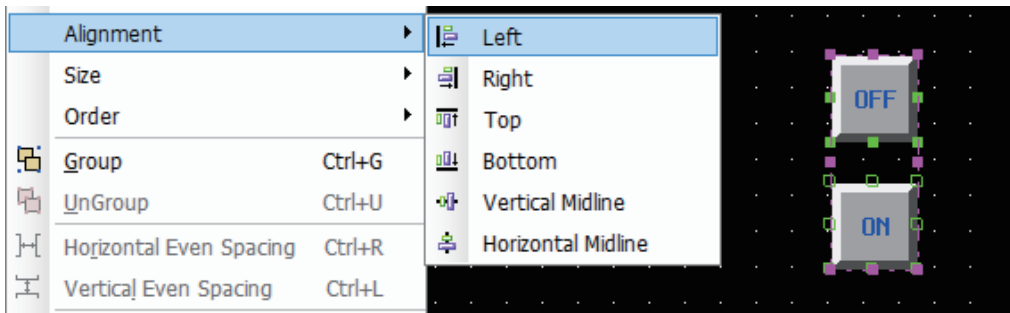 Alignment
Size
Order
Group Ctrl+G
UnGroup Ctrl+U
Horizontal Even Spacing Ctrl+R
Vertical Even Spacing Ctrl+L
Left
Right
Top
Bottom
Vertical Midline
Horizontal Midline
OFF
ON